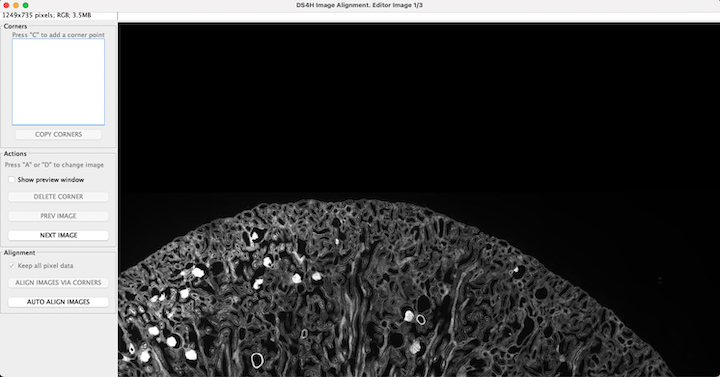 DS4H Image Alignment. Editor Image 1/3
1249x735 pixels; RGB; 3.5MB
Corners
Press "C" to add a corner point
COPY CORNERS
Actions
Press "A" or "D" to change image
Show preview window
DELETE CORNER
PREV IMAGE
NEXT IMAGE
Alignment
Keep all pixel data
ALIGN IMAGES VIA CORNERS
AUTO ALIGN IMAGES